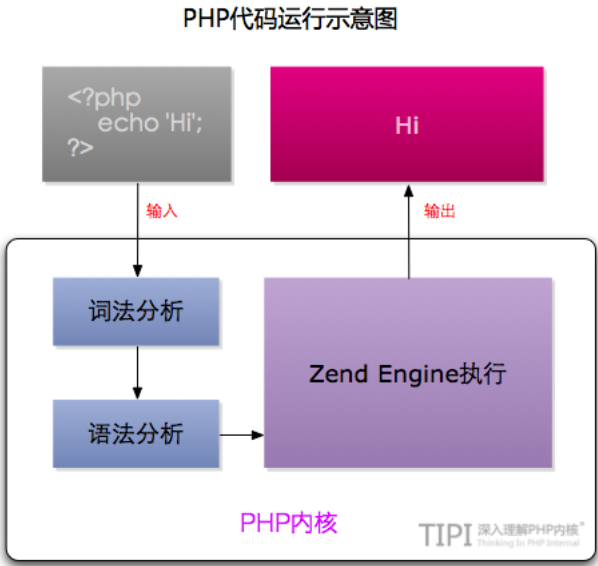 PHP代码运行示意图
<?php
echo 'Hi';
?>
Hi
输入
输出
词法分析
Zend Engine执行
语法分析
PHP内核
TIPI 深入理解PHP内核
Thinking In PHP Internal